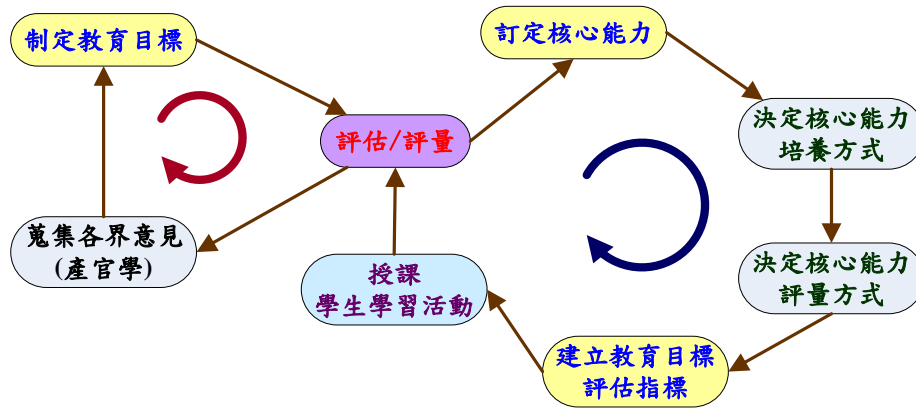 制定教育目標
訂定核心能力
評估/評量
決定核心能力
培養方式
蒐集各界意見
(產官學)
授課
學生學習活動
決定核心能力
評量方式
建立教育目標
評估指標